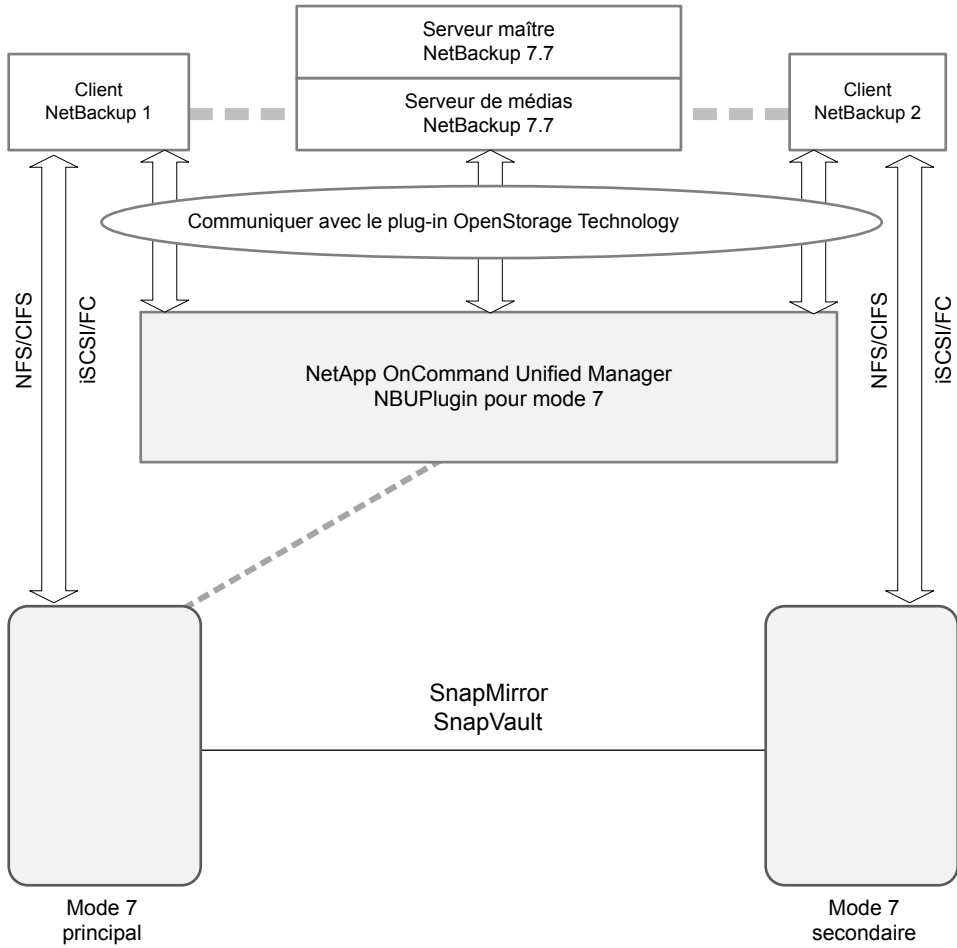 Serveur maître
NetBackup 7.7
Client
NetBackup 1
Serveur de médias
NetBackup 7.7
Client
NetBackup 2
Communiquer avec le plug-in OpenStorage Technology
NFS/CIFS
iSCSI/FC
NFS/CIFS
iSCSI/FC
NetApp OnCommand Unified Manager
NBUPlugin pour mode 7
SnapMirror
SnapVault
Mode 7
principal
Mode 7
secondaire